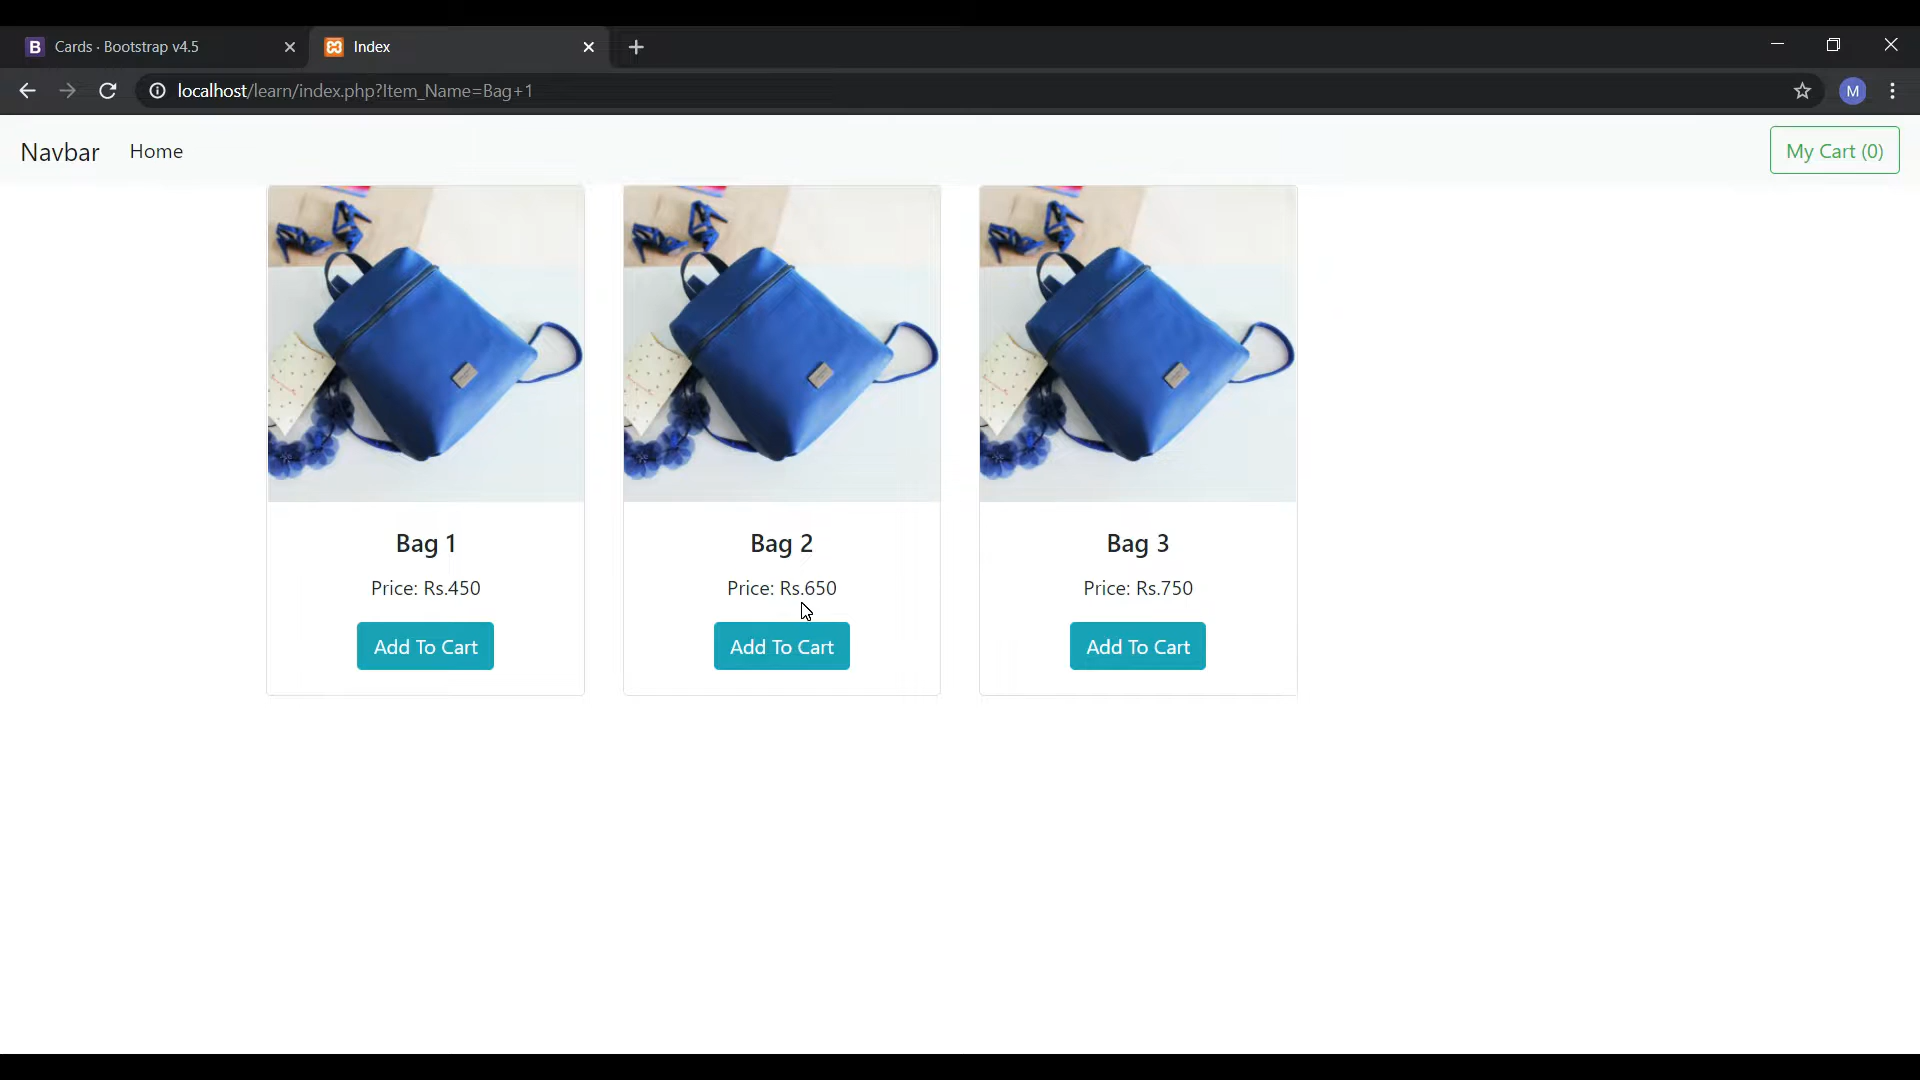 Cards · Bootstrap v4.5
Index
localhost/learn/index.php?Item_Name=Bag+1
M
Navbar
Home
My Cart (0)
Bag 1
Price: Rs.450
Add To Cart
Bag 2
Price: Rs.650
Add To Cart
Bag 3
Price: Rs.750
Add To Cart